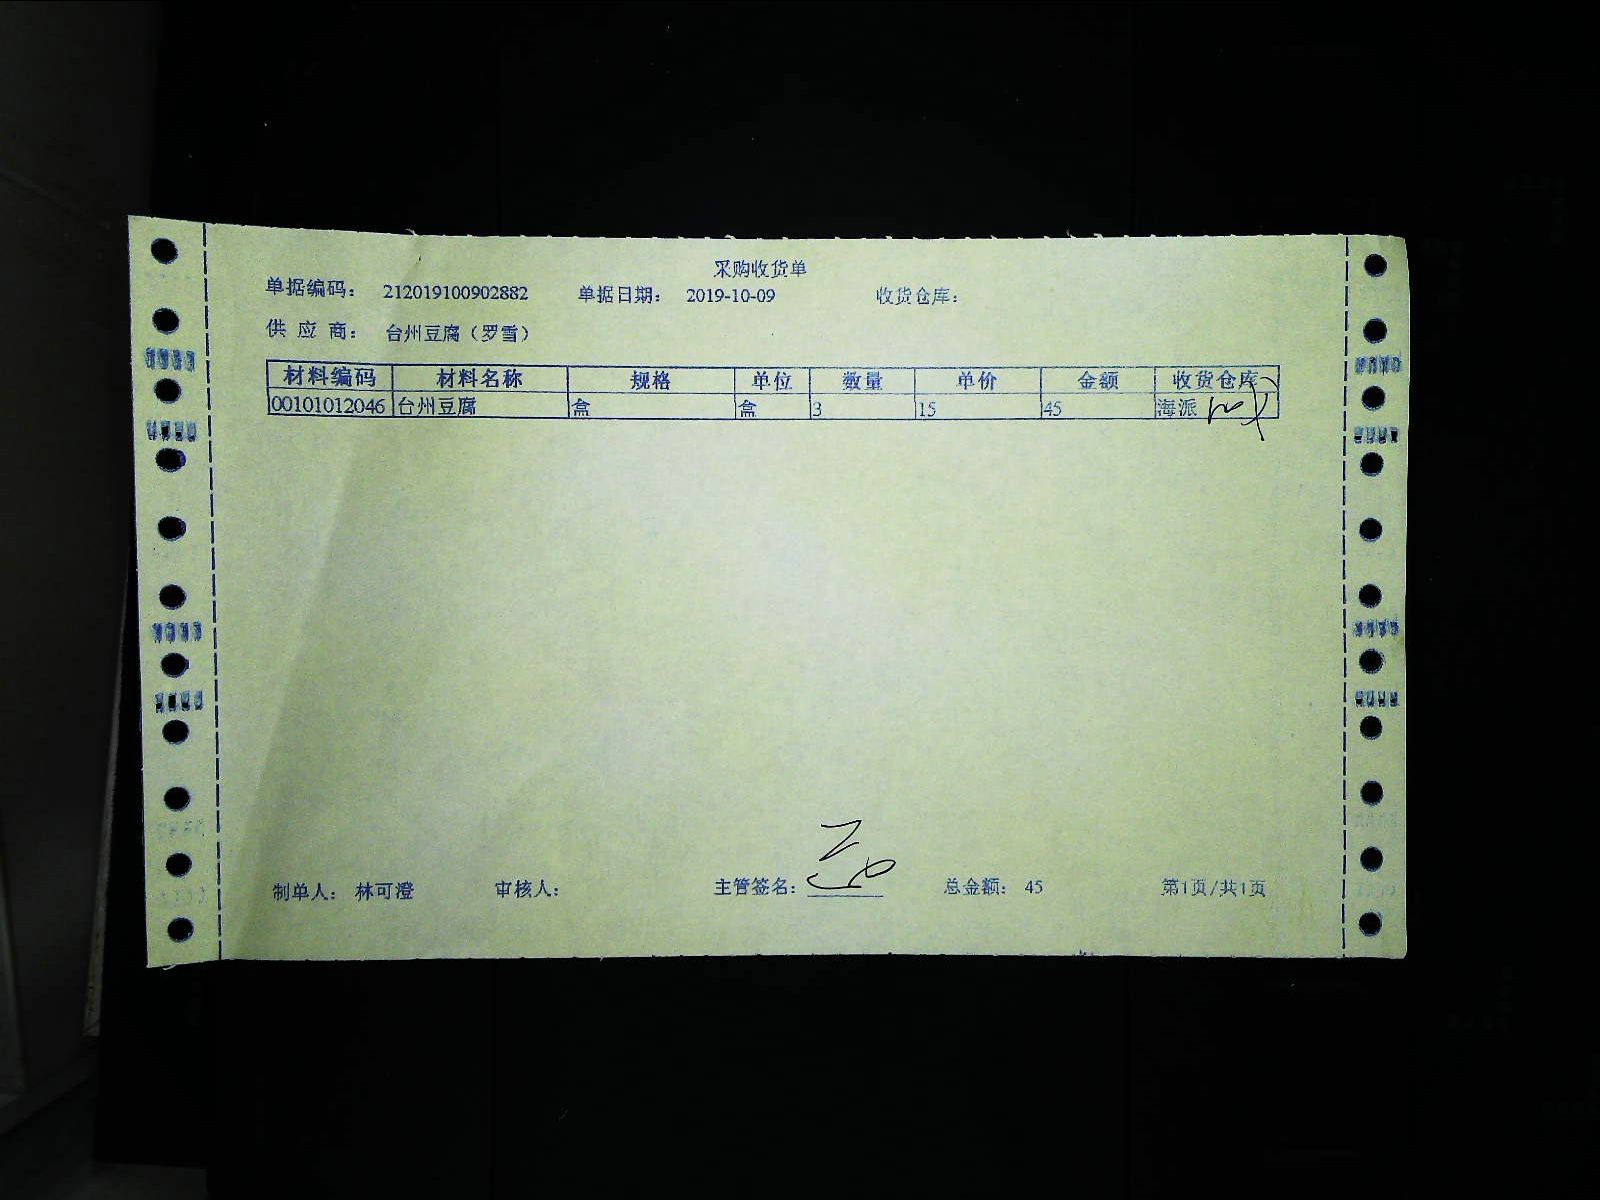 采购收货单
单据编码： 212019100902882 单据日期： 2019-10-09 收货仓库：
供 应 商： 台州豆腐（罗雪）
材料编码 材料名称 规格 单位 数量 单价 金额 收货仓库
00101012046 台州豆腐 盒 盒 3 15 45 海派
制单人： 林可澄 审核人： 主管签名： 总金额： 45 第1页/共1页